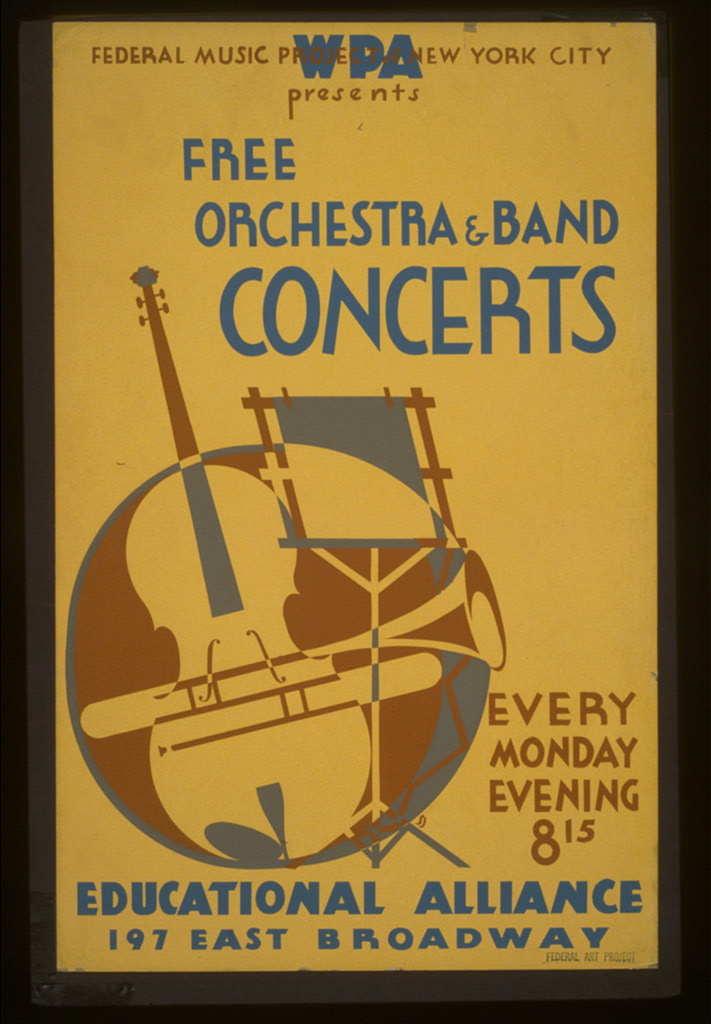 WPA
FEDERAL MUSIC PROJECT NEW YORK CITY
presents
FREE
ORCHESTRA & BAND
CONCERTS
EVERY
MONDAY
EVENING
8 15
EDUCATIONAL ALLIANCE
197 EAST BROADWAY
FEDERAL ART PROJECT